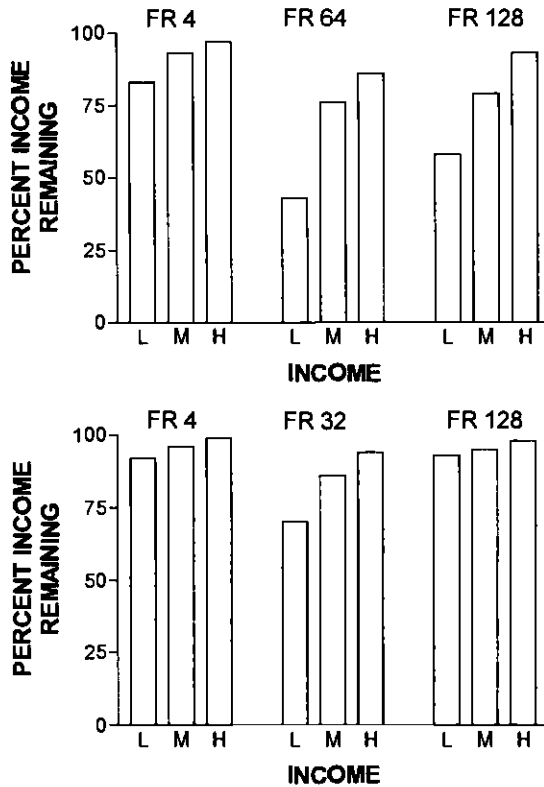 FR 4 FR 64 FR 128
100
75
50
25
0
PERCENT INCOME
REMAINING
L M H L M H L M H
INCOME
FR 4 FR 32 FR 128
100
75
50
25
0
PERCENT INCOME
REMAINING
L M H L M H L M H
INCOME